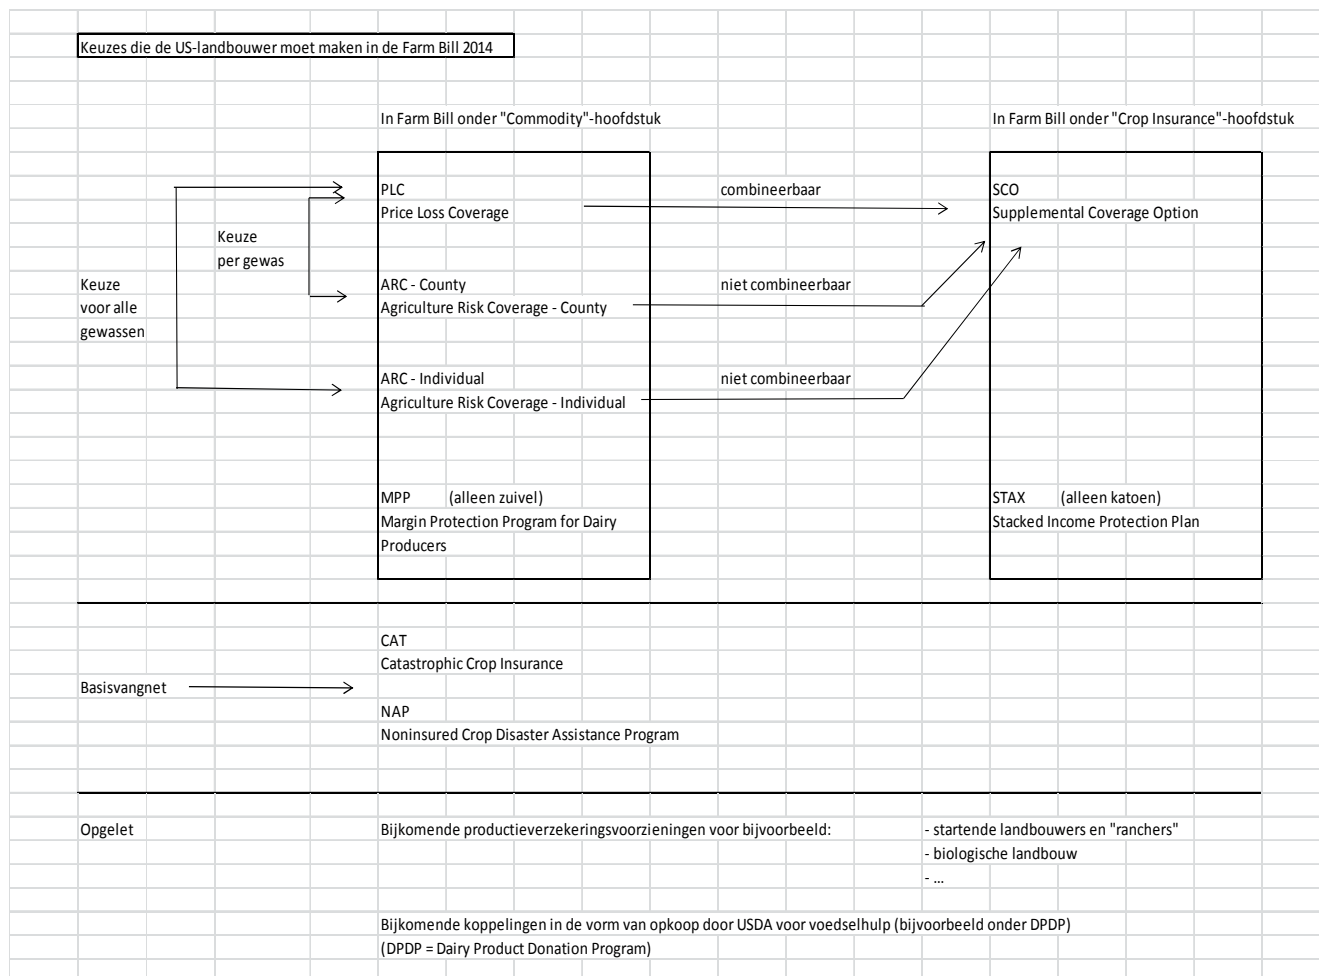 Keuzes die de US-landbouwer moet maken in de Farm Bill 2014
In Farm Bill onder "Commodity"-hoofdstuk
In Farm Bill onder "Crop Insurance"-hoofdstuk
PLC
combineerbaar
SCO
Price Loss Coverage
Supplemental Coverage Option
Keuze
per gewas
Keuze
voor alle
gewassen
ARC - County
niet combineerbaar
Agriculture Risk Coverage - County
ARC - Individual
niet combineerbaar
Agriculture Risk Coverage - Individual
MPP (alleen zuivel)
Margin Protection Program for Dairy
Producers
STAX (alleen katoen)
Stacked Income Protection Plan
CAT
Catastrophic Crop Insurance
Basisvangnet
NAP
Noninsured Crop Disaster Assistance Program
Opgelet
Bijkomende productieverzekeringsvoorzieningen voor bijvoorbeeld:
- startende landbouwers en "ranchers"
- biologische landbouw
- ...
Bijkomende koppelingen in de vorm van opkoop door USDA voor voedselhulp (bijvoorbeeld onder DPDP)
(DPDP = Dairy Product Donation Program)